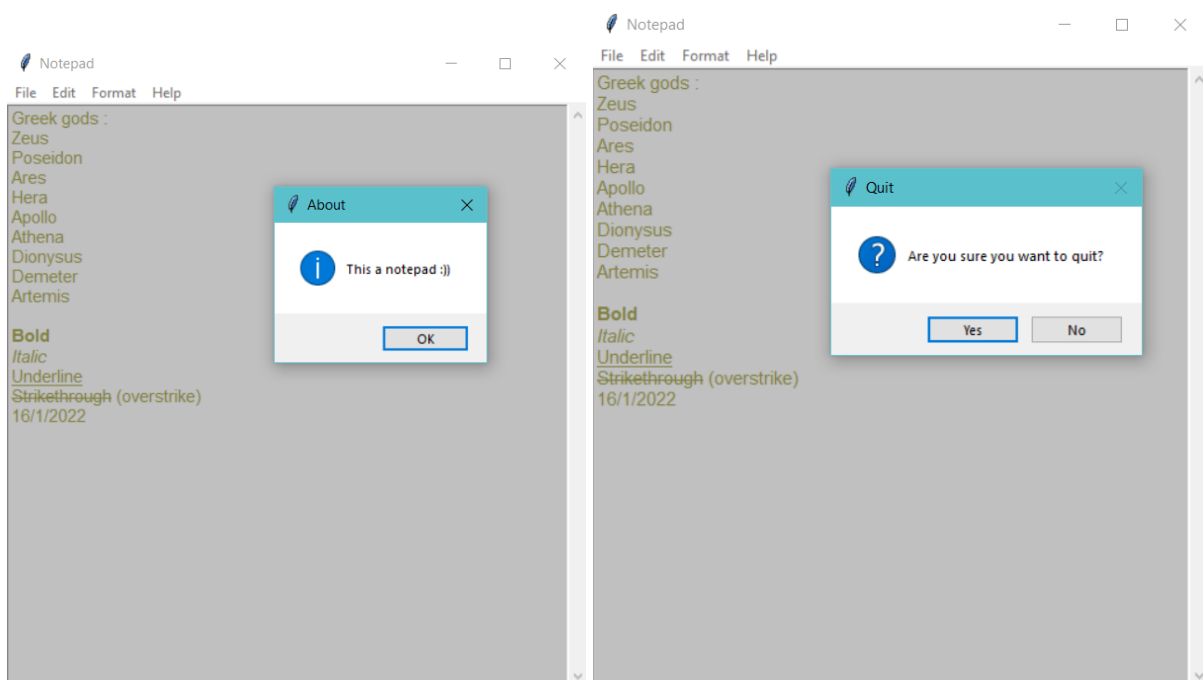 Notepad
File Edit Format Help
Greek gods :
Zeus
Poseidon
Ares
Hera
Apollo
Athena
Dionysus
Demeter
Artemis
Bold
Italic
Underline
Strikethrough (overstrike)
16/1/2022
About
This a notepad :))
OK
Notepad
File Edit Format Help
Greek gods :
Zeus
Poseidon
Ares
Hera
Apollo
Athena
Dionysus
Demeter
Artemis
Bold
Italic
Underline
Strikethrough (overstrike)
16/1/2022
Quit
Are you sure you want to quit?
Yes No